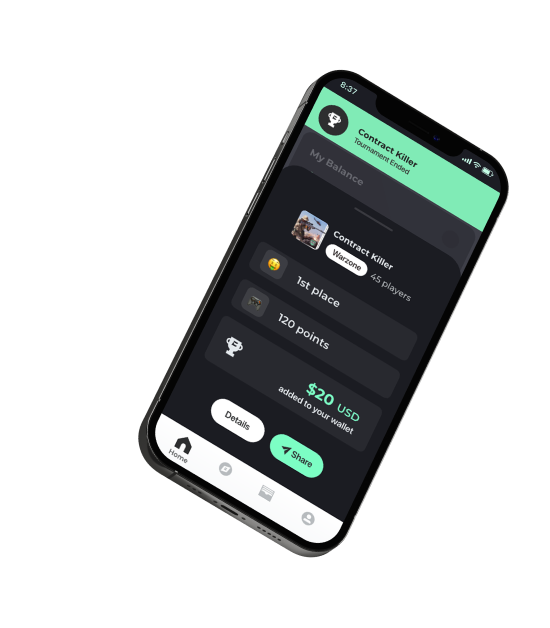 8:37
Contract Killer
Tournament Ended
My Balance
Contract Killer
Warzone
45 players
1st place
120 points
$20 USD
added to your wallet
Details
Share
Home